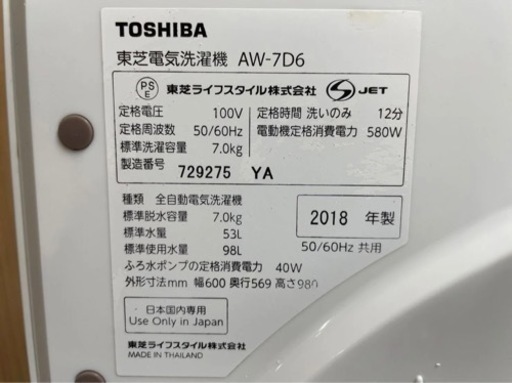 TOSHIBA
東芝電気洗濯機 AW-7D6
PS E 東芝ライフスタイル株式会社 S JET
定格電圧 100V 定格時間 洗いのみ 12分
定格周波数 50/60Hz 電動機定格消費電力 580W
標準洗濯容量 7.0kg
製造番号 729275 YA
種類 全自動電気洗濯機
標準脱水容量 7.0kg 2018 年製
標準水量 53L
標準使用水量 98L 50/60Hz 共用
ふろ水ポンプの定格消費電力 40W
外形寸法mm 幅600 奥行569 高さ980
日本国内専用
Use Only in Japan
東芝ライフスタイル株式会社
MADE IN THAILAND